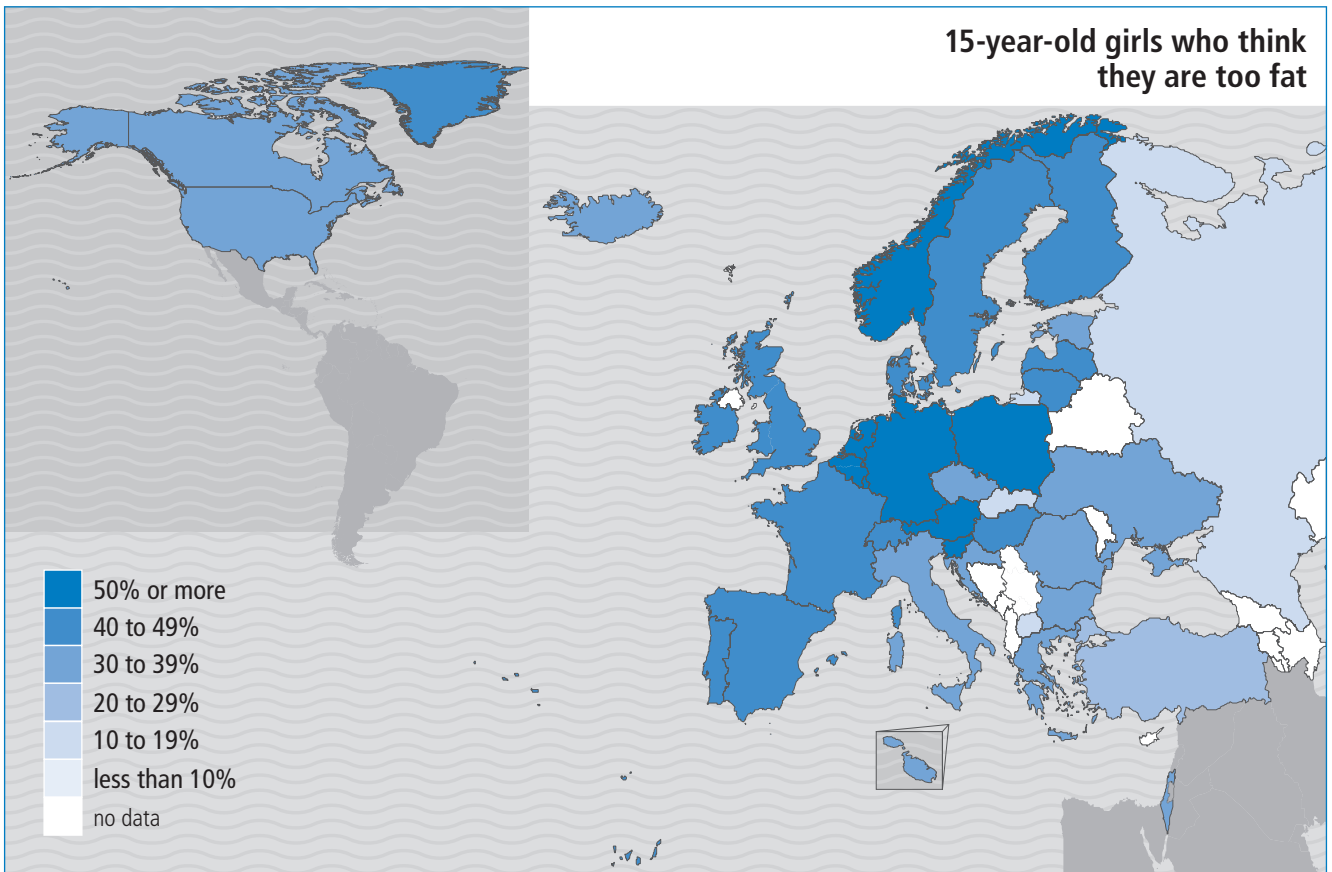 15-year-old girls who think
they are too fat
50% or more
40 to 49%
30 to 39%
20 to 29%
10 to 19%
less than 10%
no data